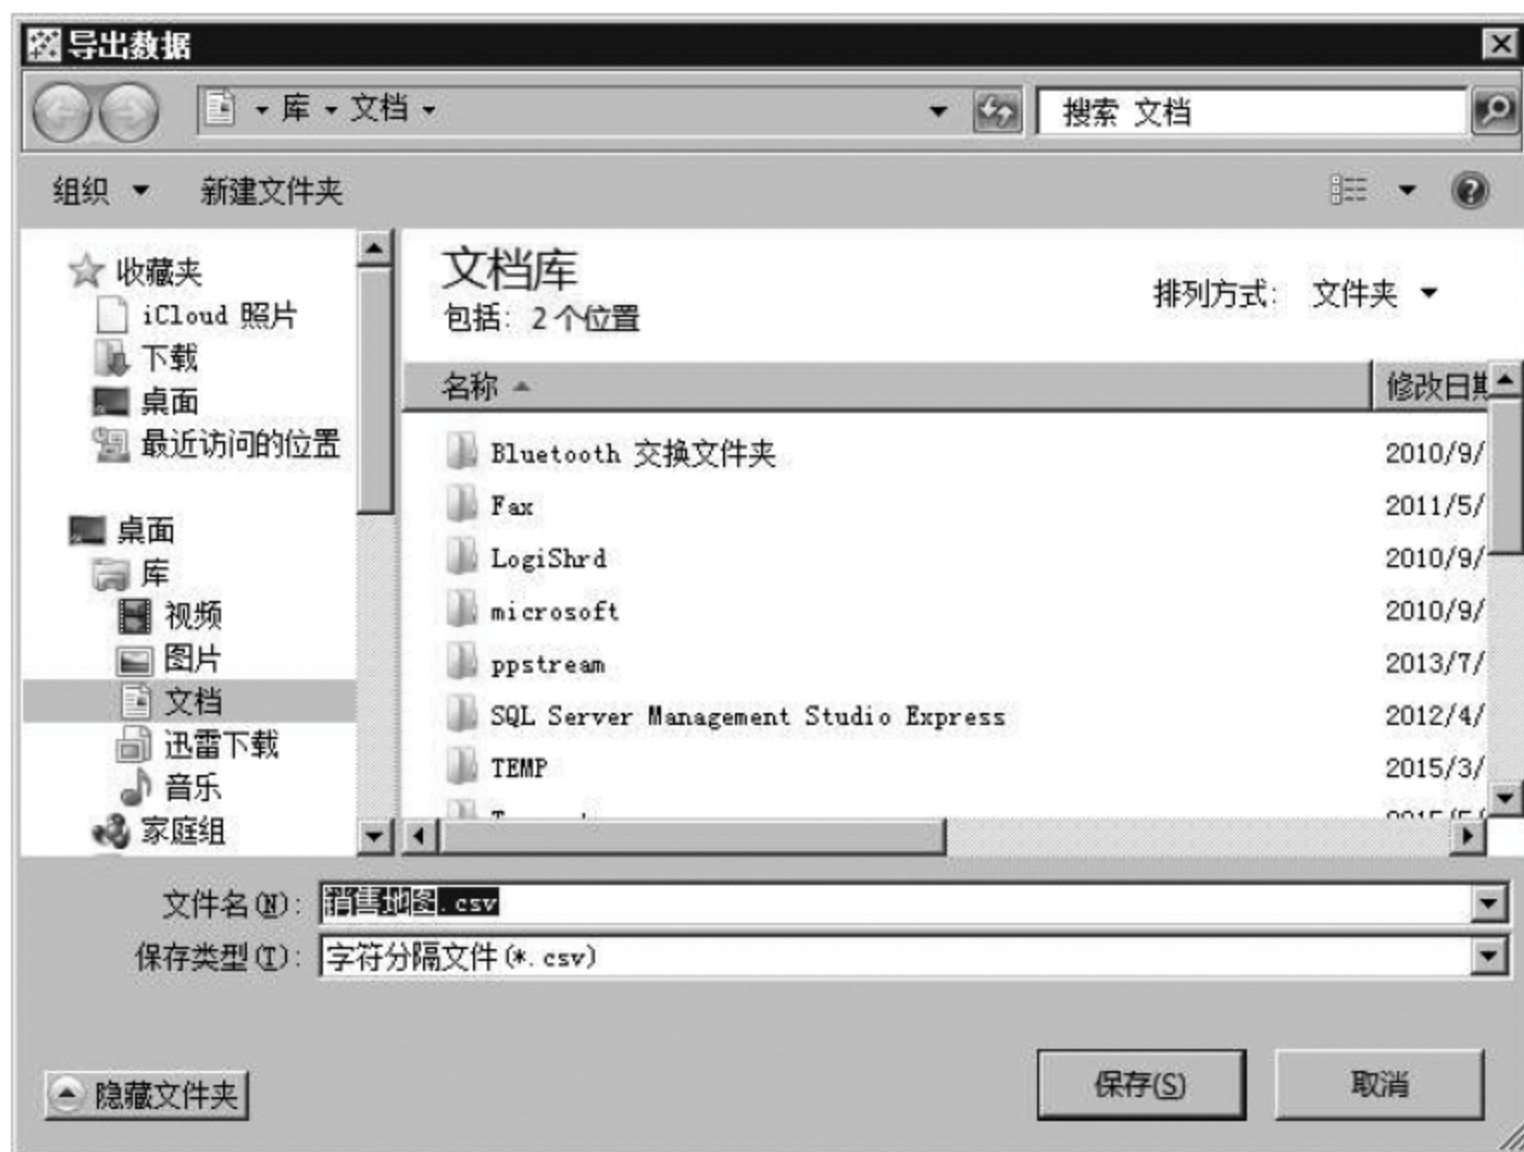 导出数据
库 文档
搜索 文档
组织 新建文件夹
收藏夹
iCloud 照片
下载
桌面
最近访问的位置
桌面
库
视频
图片
文档
迅雷下载
音乐
家庭组
文档库
包括: 2个位置
排列方式: 文件夹
名称 修改日期
Bluetooth 交换文件夹 2010/9/
Fax 2011/5/
LogiShrd 2010/9/
microsoft 2010/9/
ppstream 2013/7/
SQL Server Management Studio Express 2012/4/
TEMP 2015/3/
文件名(N): 销售地图.csv
保存类型(T): 字符分隔文件(*.csv)
隐藏文件夹 保存(S) 取消